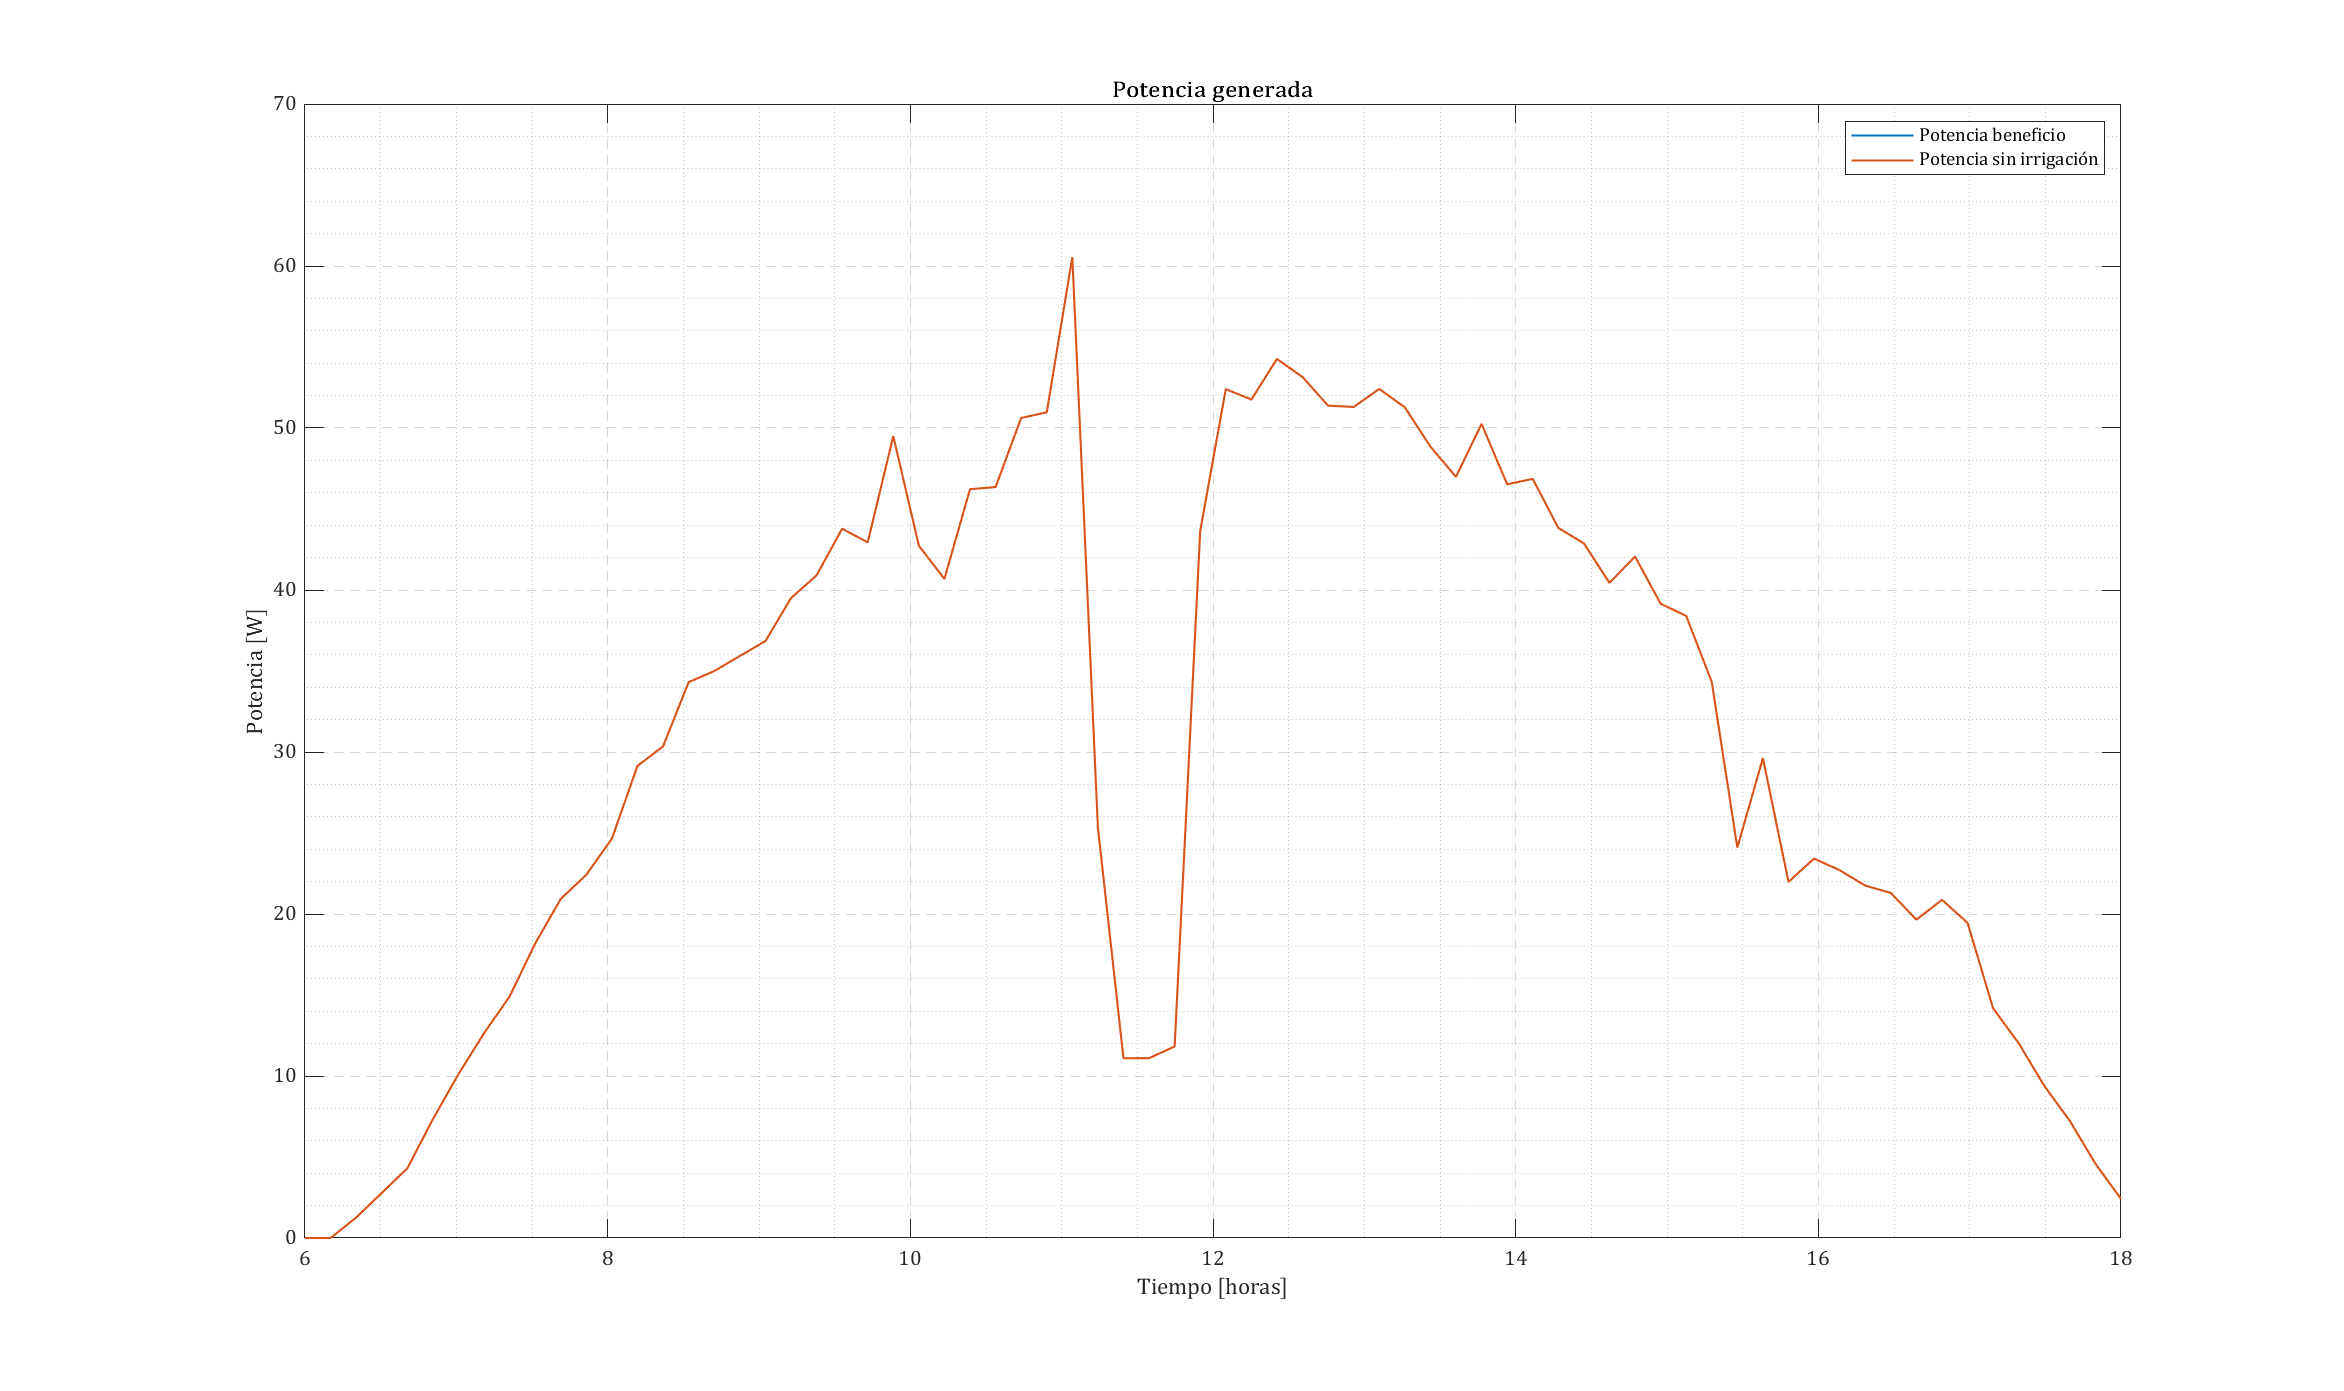 Potencia generada
70
Potencia beneficio
Potencia sin irrigación
60
50
40
30
20
10
0
Potencia [W]
6 8 10 12 14 16 18
Tiempo [horas]